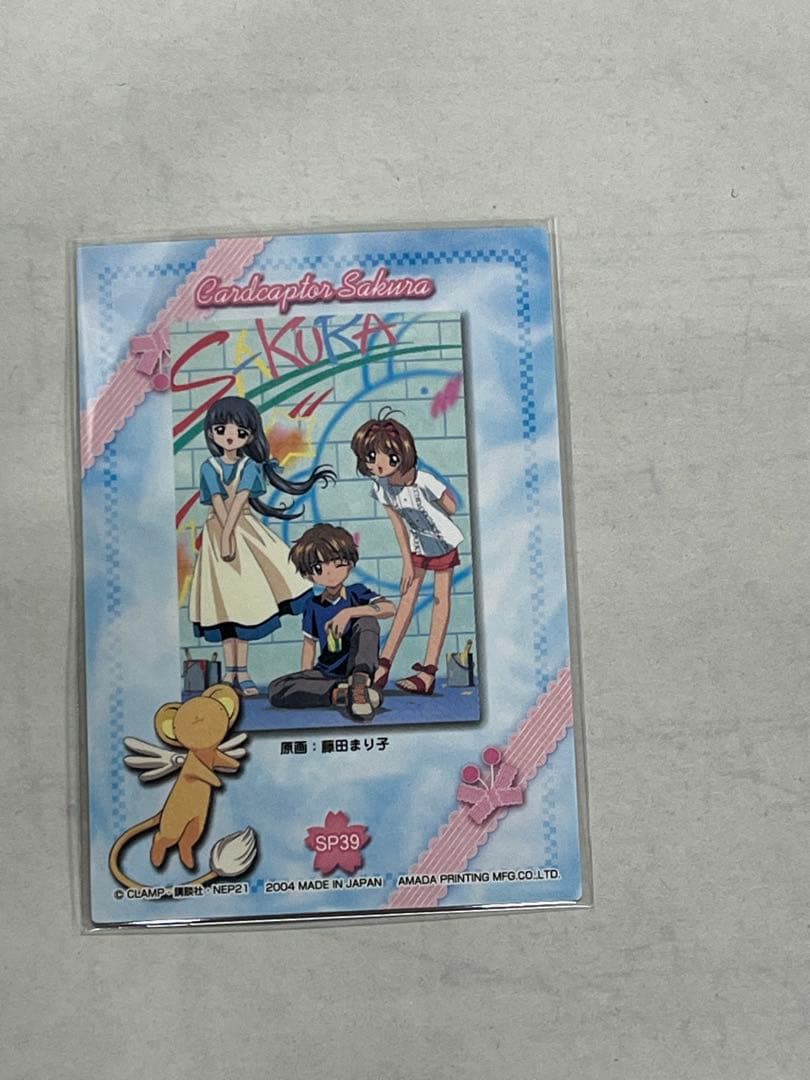 Cardcaptor Sakura
SAKURA
原画：藤田まり子
SP39
© CLAMP・講談社・NEP21 2004 MADE IN JAPAN AMADA PRINTING MFG.CO.,LTD.